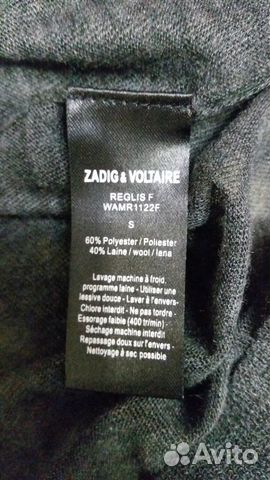 ZADIG & VOLTAIRE
REGLIS F
WAMR1122F
S
60% Polyester / Poliester
40% Laine / wool / lana
Lavage machine à froid,
programme laine - Utiliser une
lessive douce - Laver à l'envers-
Chlore interdit - Ne pas tordre -
Essorage faible (400 tr/min) -
Séchage machine interdit -
Repassage doux sur l'envers -
Nettoyage à sec possible
Avito